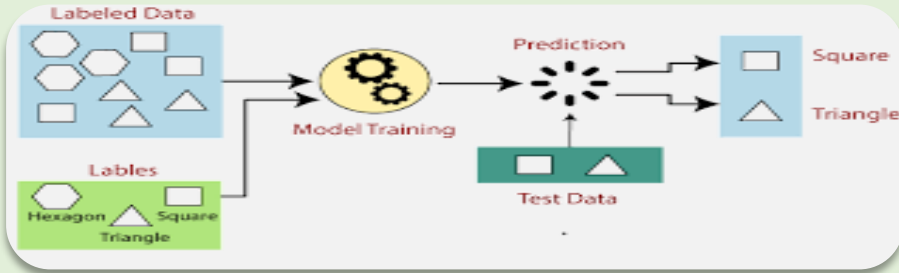 Labeled Data
Prediction
Square
Model Training
Triangle
Lables
Hexagon
Square
Triangle
Test Data